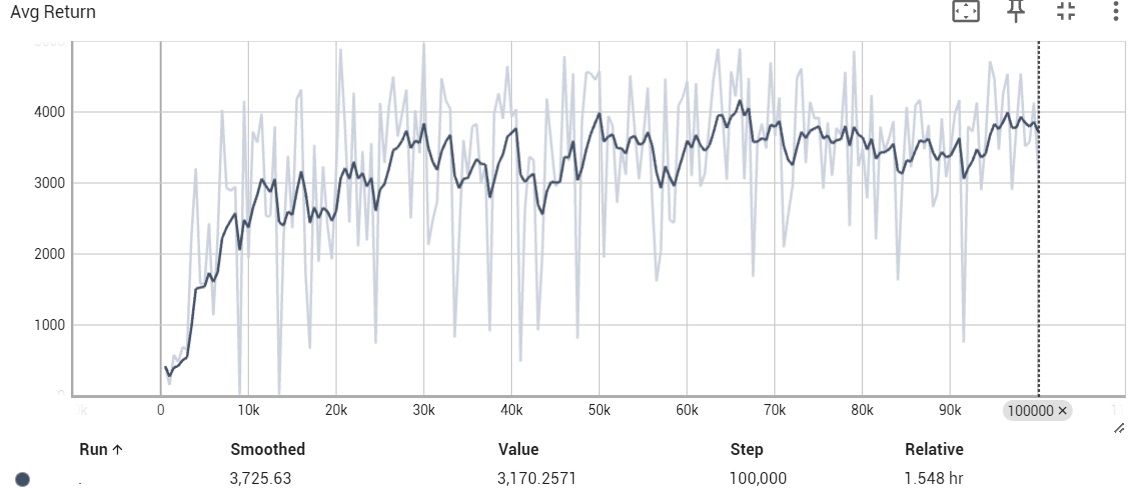 Avg Return
5000
4000
3000
2000
1000
0 10k 20k 30k 40k 50k 60k 70k 80k 90k 100000 ×
Run ↑ Smoothed Value Step Relative
. 3,725.63 3,170.2571 100,000 1.548 hr